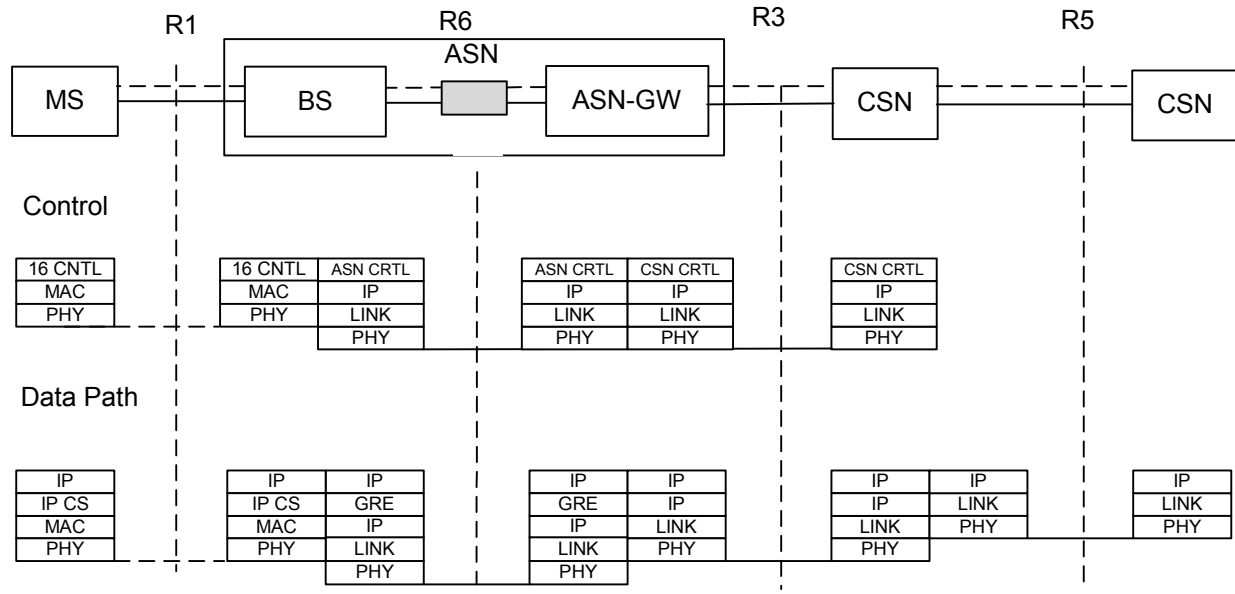 R1 R6 R3 R5
ASN
MS BS ASN-GW CSN CSN
Control
16 CNTL 16 CNTL ASN CRTL ASN CRTL CSN CRTL CSN CRTL
MAC MAC IP IP IP IP
PHY PHY LINK LINK LINK LINK
PHY PHY PHY PHY
Data Path
IP IP IP IP IP IP IP IP
IP CS IP CS GRE GRE IP IP LINK LINK
MAC MAC IP IP LINK LINK PHY PHY
PHY PHY LINK LINK PHY PHY
PHY PHY